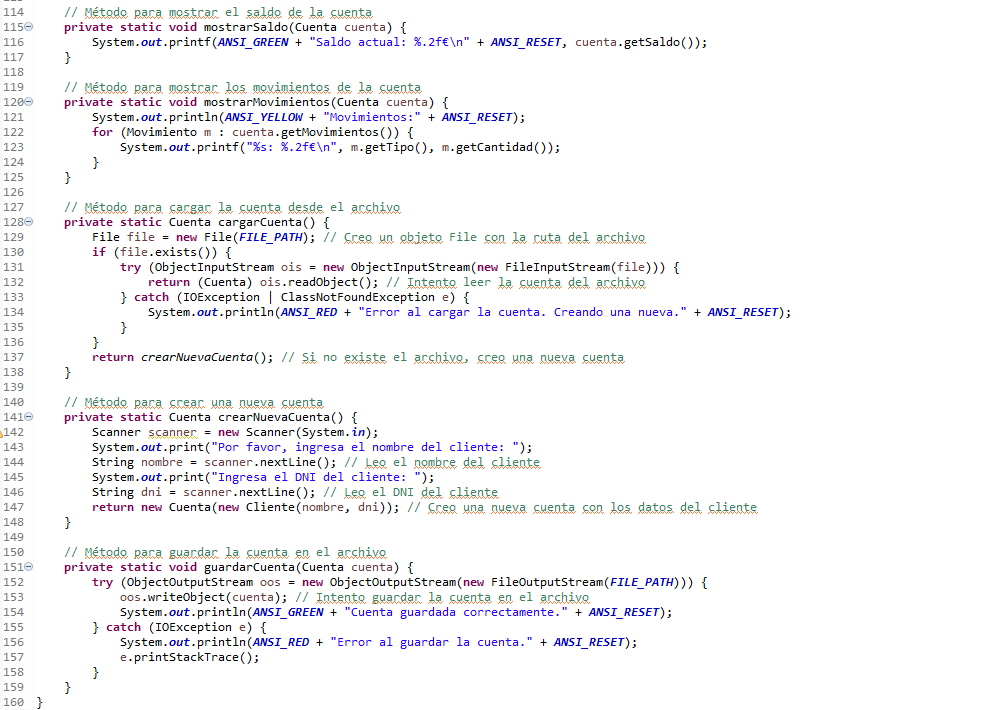 114 // Método para mostrar el saldo de la cuenta
115 private static void mostrarSaldo(Cuenta cuenta) {
116 System.out.printf(ANSI_GREEN + "Saldo actual: %.2f€\n" + ANSI_RESET, cuenta.getSaldo());
117 }
118
119 // Método para mostrar los movimientos de la cuenta
120 private static void mostrarMovimientos(Cuenta cuenta) {
121 System.out.println(ANSI_YELLOW + "Movimientos:" + ANSI_RESET);
122 for (Movimiento m : cuenta.getMovimientos()) {
123 System.out.printf("%s: %.2f€\n", m.getTipo(), m.getCantidad());
124 }
125 }
126
127 // Método para cargar la cuenta desde el archivo
128 private static Cuenta cargarCuenta() {
129 File file = new File(FILE_PATH); // Creo un objeto File con la ruta del archivo
130 if (file.exists()) {
131 try (ObjectInputStream ois = new ObjectInputStream(new FileInputStream(file))) {
132 return (Cuenta) ois.readObject(); // Intento leer la cuenta del archivo
133 } catch (IOException | ClassNotFoundException e) {
134 System.out.println(ANSI_RED + "Error al cargar la cuenta. Creando una nueva." + ANSI_RESET);
135 }
136 }
137 return crearNuevaCuenta(); // Si no existe el archivo, creo una nueva cuenta
138 }
139
140 // Método para crear una nueva cuenta
141 private static Cuenta crearNuevaCuenta() {
142 Scanner scanner = new Scanner(System.in);
143 System.out.print("Por favor, ingresa el nombre del cliente: ");
144 String nombre = scanner.nextLine(); // Leo el nombre del cliente
145 System.out.print("Ingresa el DNI del cliente: ");
146 String dni = scanner.nextLine(); // Leo el DNI del cliente
147 return new Cuenta(new Cliente(nombre, dni)); // Creo una nueva cuenta con los datos del cliente
148 }
149
150 // Método para guardar la cuenta en el archivo
151 private static void guardarCuenta(Cuenta cuenta) {
152 try (ObjectOutputStream oos = new ObjectOutputStream(new FileOutputStream(FILE_PATH))) {
153 oos.writeObject(cuenta); // Intento guardar la cuenta en el archivo
154 System.out.println(ANSI_GREEN + "Cuenta guardada correctamente." + ANSI_RESET);
155 } catch (IOException e) {
156 System.out.println(ANSI_RED + "Error al guardar la cuenta." + ANSI_RESET);
157 e.printStackTrace();
158 }
159 }
160 }